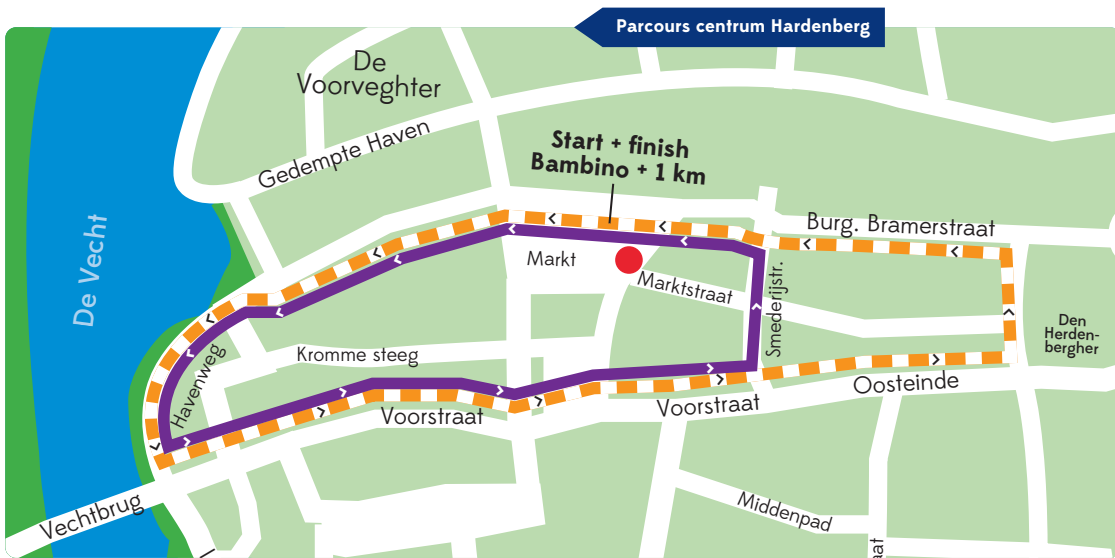 Parcours centrum Hardenberg
De
Voorveghter
Gedempte Haven
Start + finish
Bambino + 1 km
Burg. Bramerstraat
De Vecht
Markt
Marktstraat
Smederijstr.
Den
Herden-
bergher
Kromme steeg
Havenweg
Oosteinde
Voorstraat
Voorstraat
Vechtbrug
Middenpad